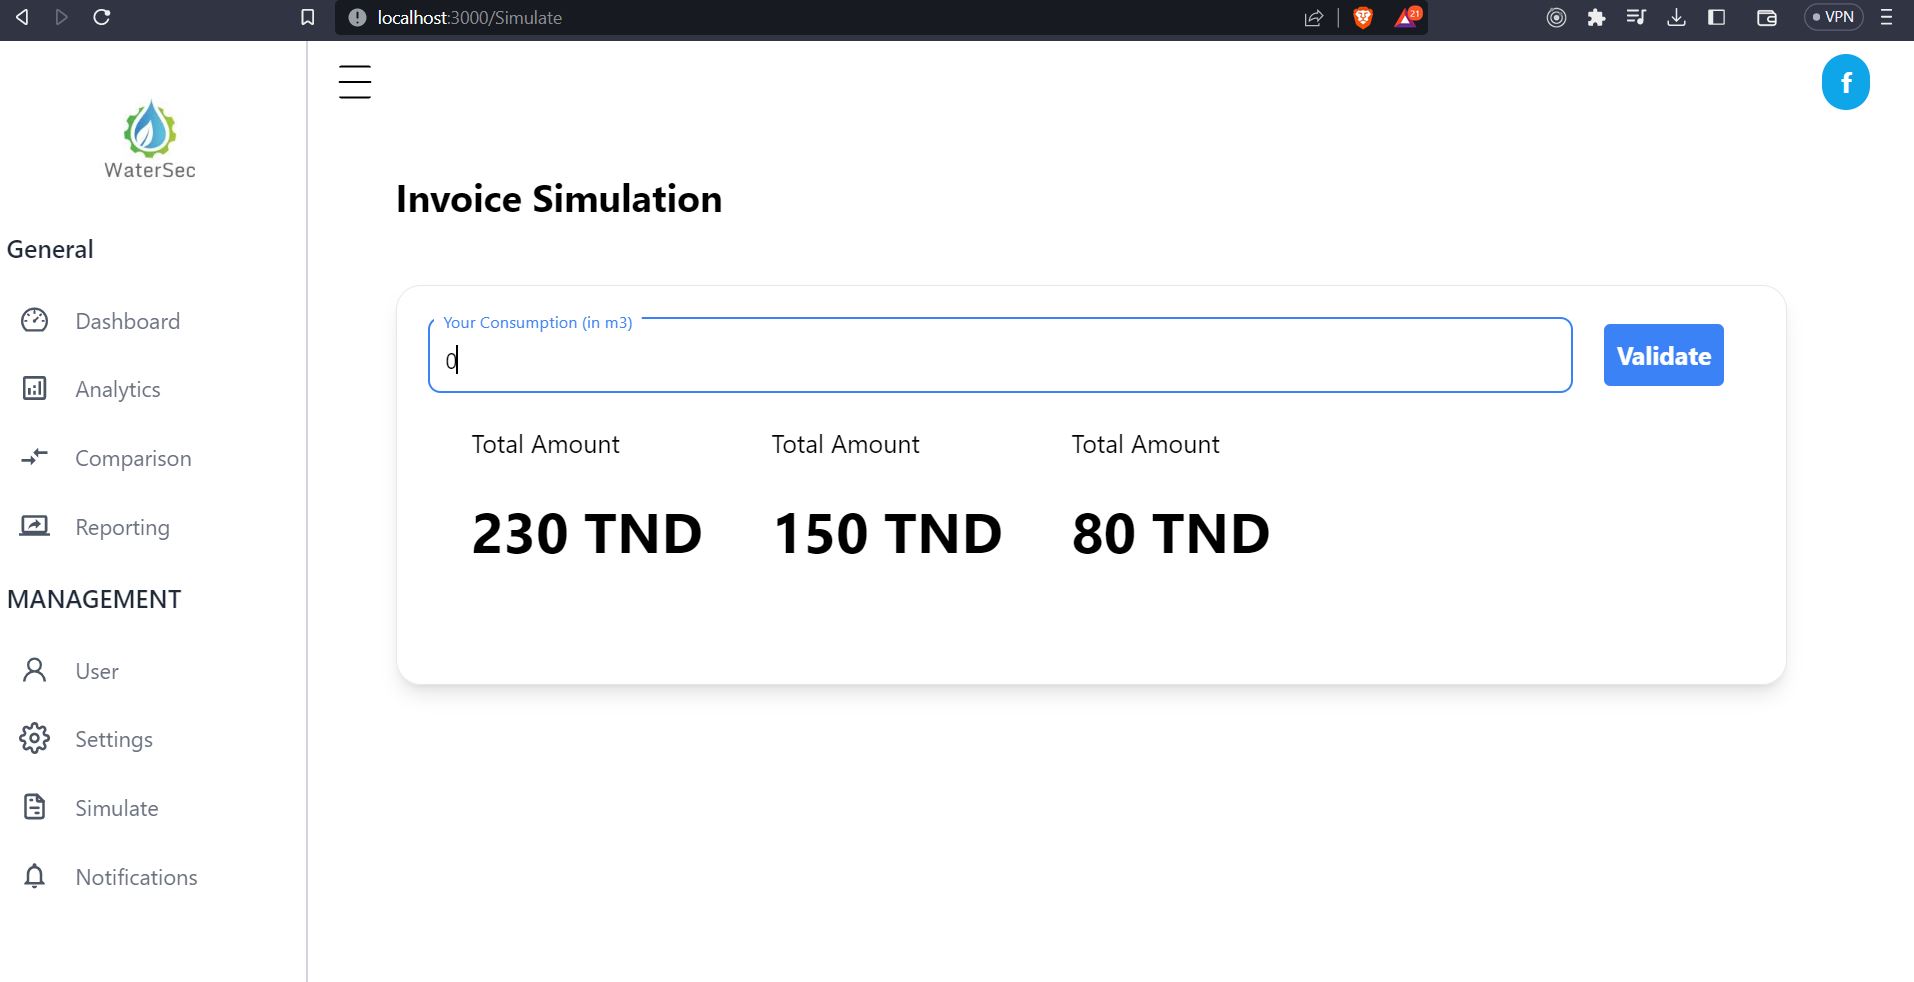 localhost:3000/Simulate
21
VPN
f
WaterSec
General
Dashboard
Analytics
Comparison
Reporting
MANAGEMENT
User
Settings
Simulate
Notifications
Invoice Simulation
Your Consumption (in m3)
0
Validate
Total Amount Total Amount Total Amount
230 TND 150 TND 80 TND